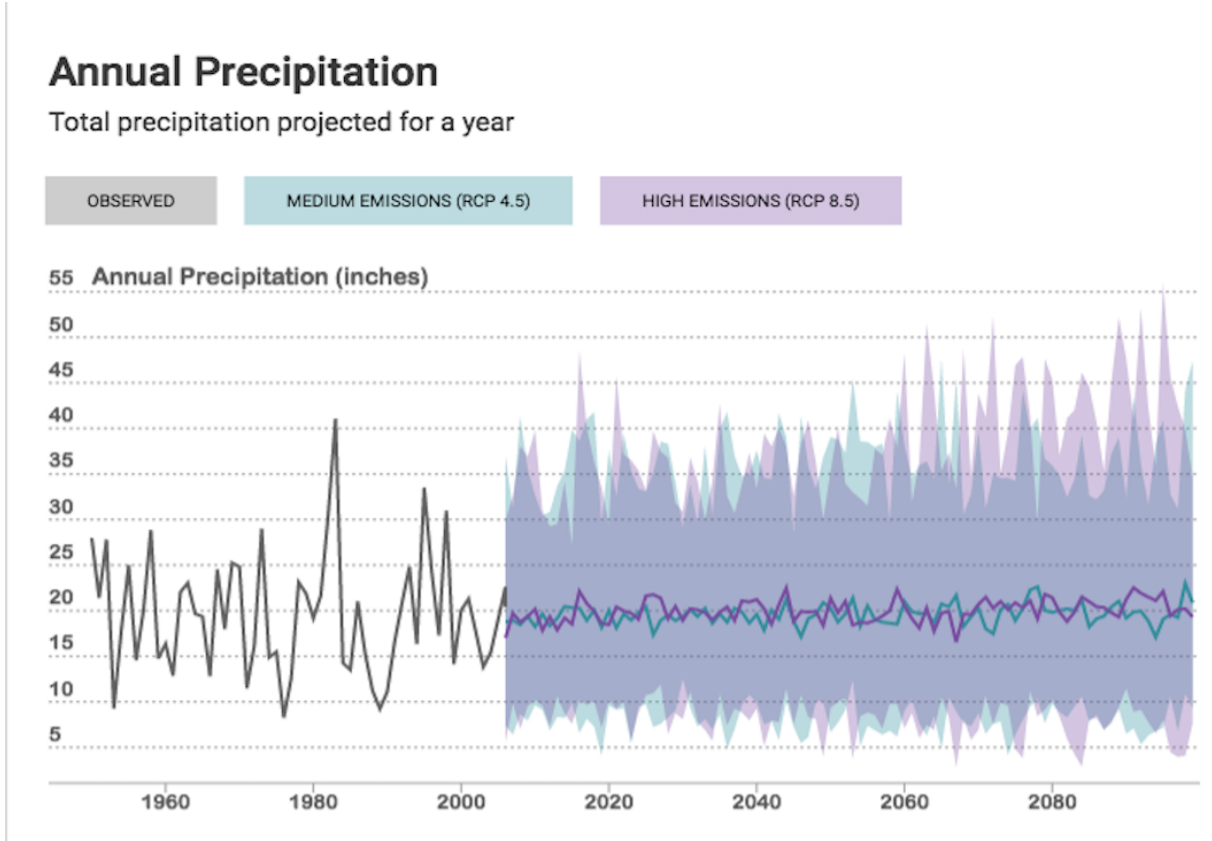 Annual Precipitation
Total precipitation projected for a year
OBSERVED MEDIUM EMISSIONS (RCP 4.5) HIGH EMISSIONS (RCP 8.5)
55 Annual Precipitation (inches)
50
45
40
35
30
25
20
15
10
5
1960 1980 2000 2020 2040 2060 2080